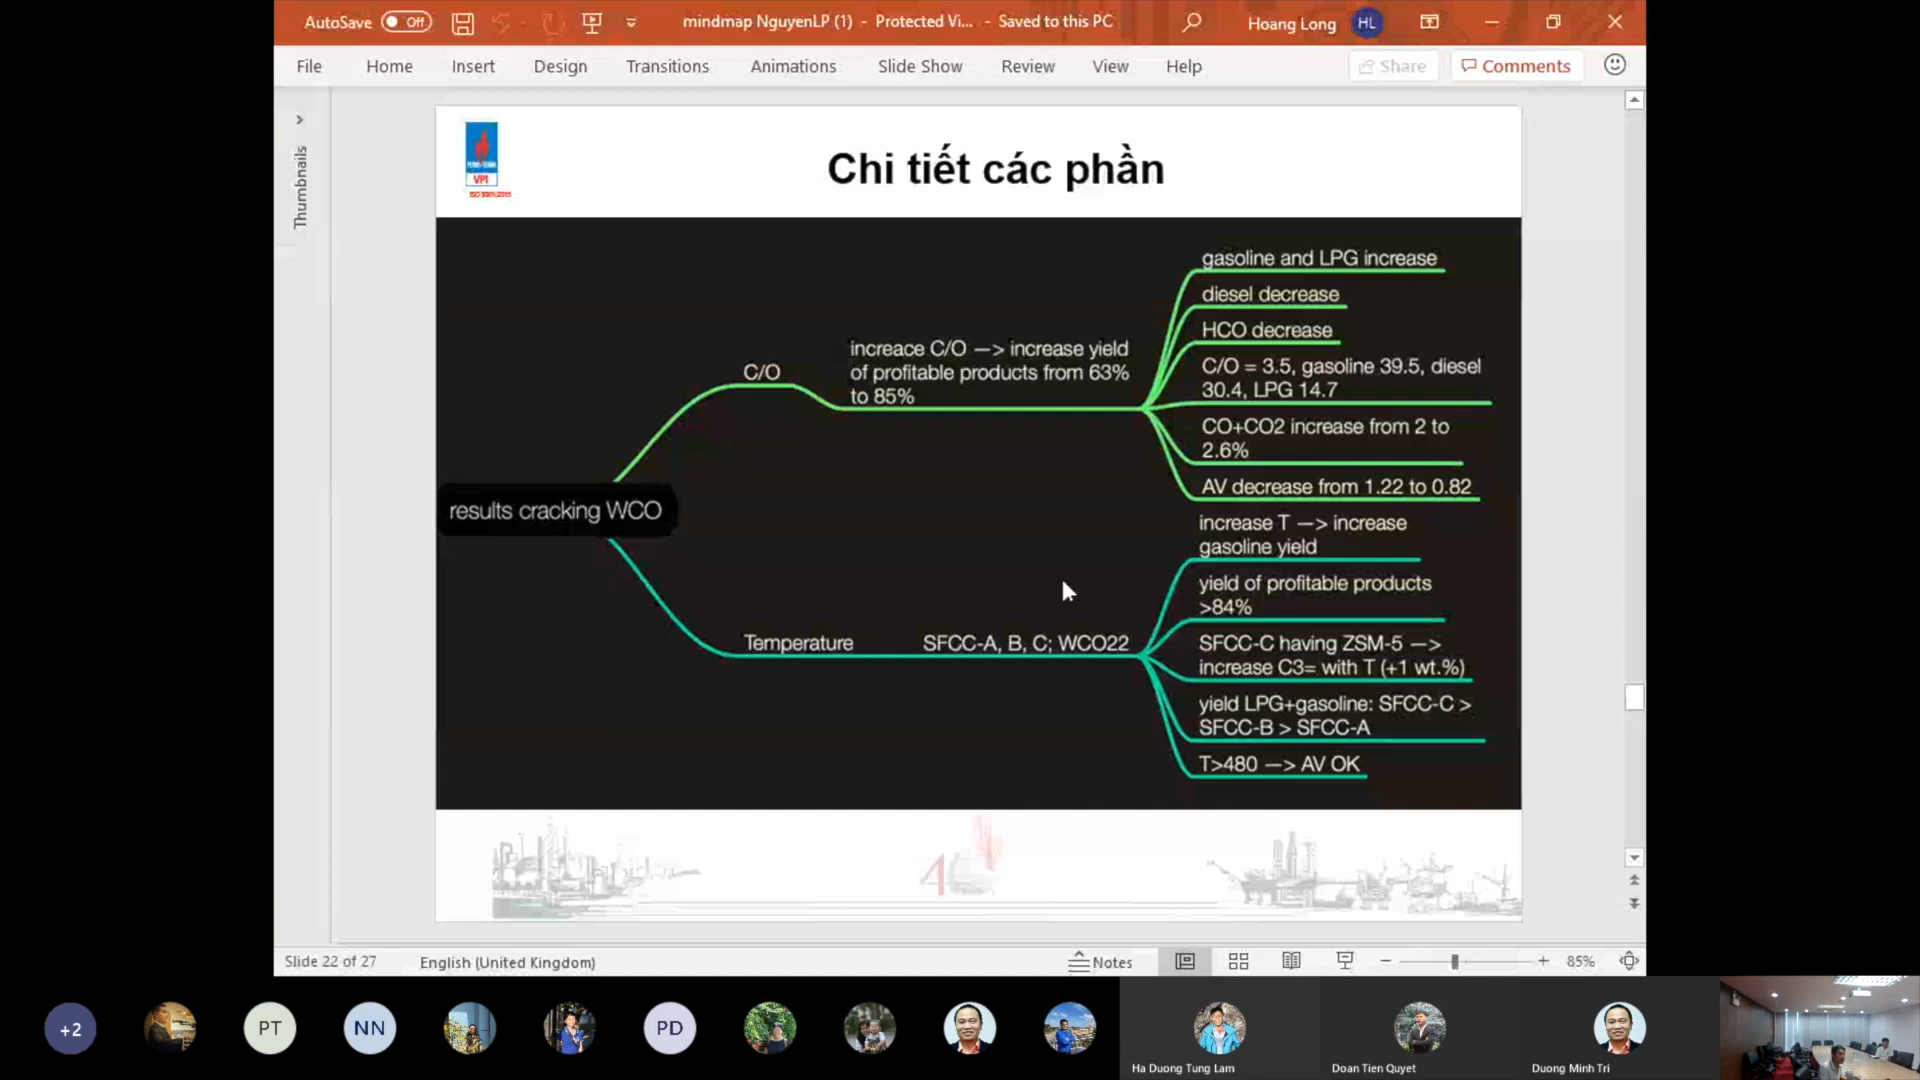 AutoSave Off mindmap NguyenLP (1) - Protected Vi... - Saved to this PC Hoang Long HL
File Home Insert Design Transitions Animations Slide Show Review View Help Share Comments
Thumbnails
VPI
ISO 9001:2015
Chi tiết các phần
results cracking WCO
C/O
increace C/O —> increase yield
of profitable products from 63%
to 85%
gasoline and LPG increase
diesel decrease
HCO decrease
C/O = 3.5, gasoline 39.5, diesel
30.4, LPG 14.7
CO+CO2 increase from 2 to
2.6%
AV decrease from 1.22 to 0.82
Temperature
SFCC-A, B, C; WCO22
increase T —> increase
gasoline yield
yield of profitable products
>84%
SFCC-C having ZSM-5 —>
increase C3= with T (+1 wt.%)
yield LPG+gasoline: SFCC-C >
SFCC-B > SFCC-A
T>480 —> AV OK
Slide 22 of 27 English (United Kingdom) Notes 85%
+2 PT NN PD
Ha Duong Tung Lam Doan Tien Quyet Duong Minh Tri